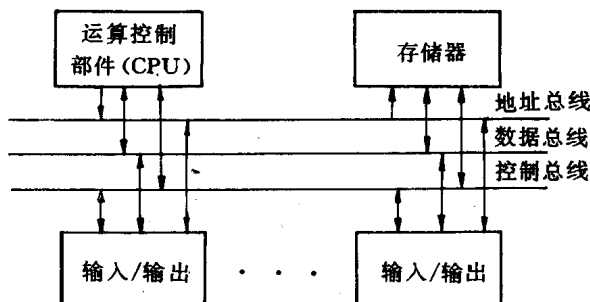 运算控制
部件(CPU)
存储器
地址总线
数据总线
控制总线
输入/输出
· · ·
输入/输出